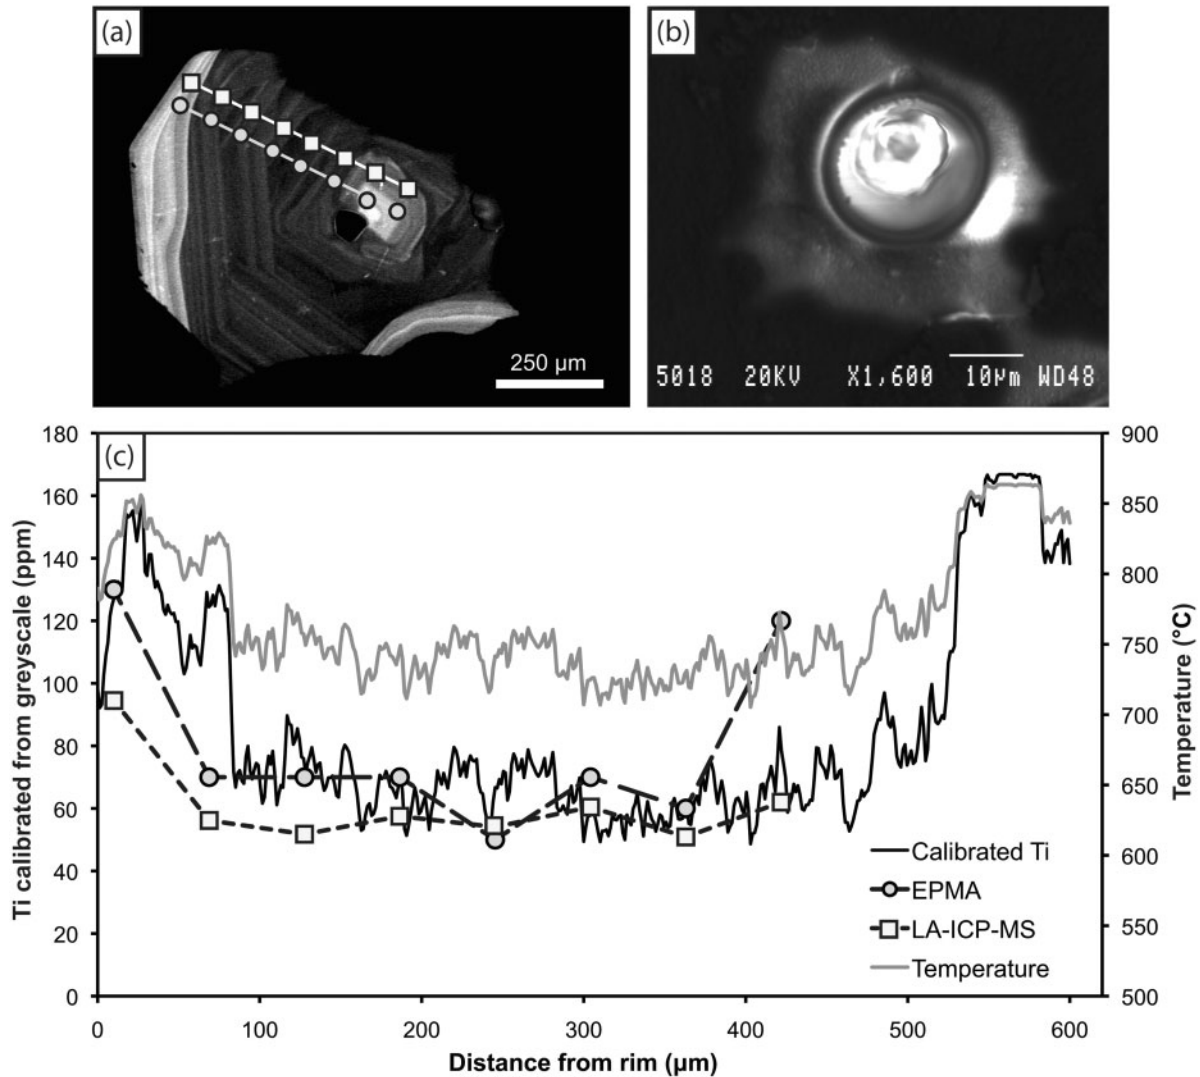 (a)
250 µm
(b)
5018 20KV X1,600 10µm WD48
(c)
Ti calibrated from greyscale (ppm)
180
160
140
120
100
80
60
40
20
0
900
850
800
750
700
650
600
550
500
Temperature (°C)
Calibrated Ti
EPMA
LA-ICP-MS
Temperature
0 100 200 300 400 500 600
Distance from rim (µm)